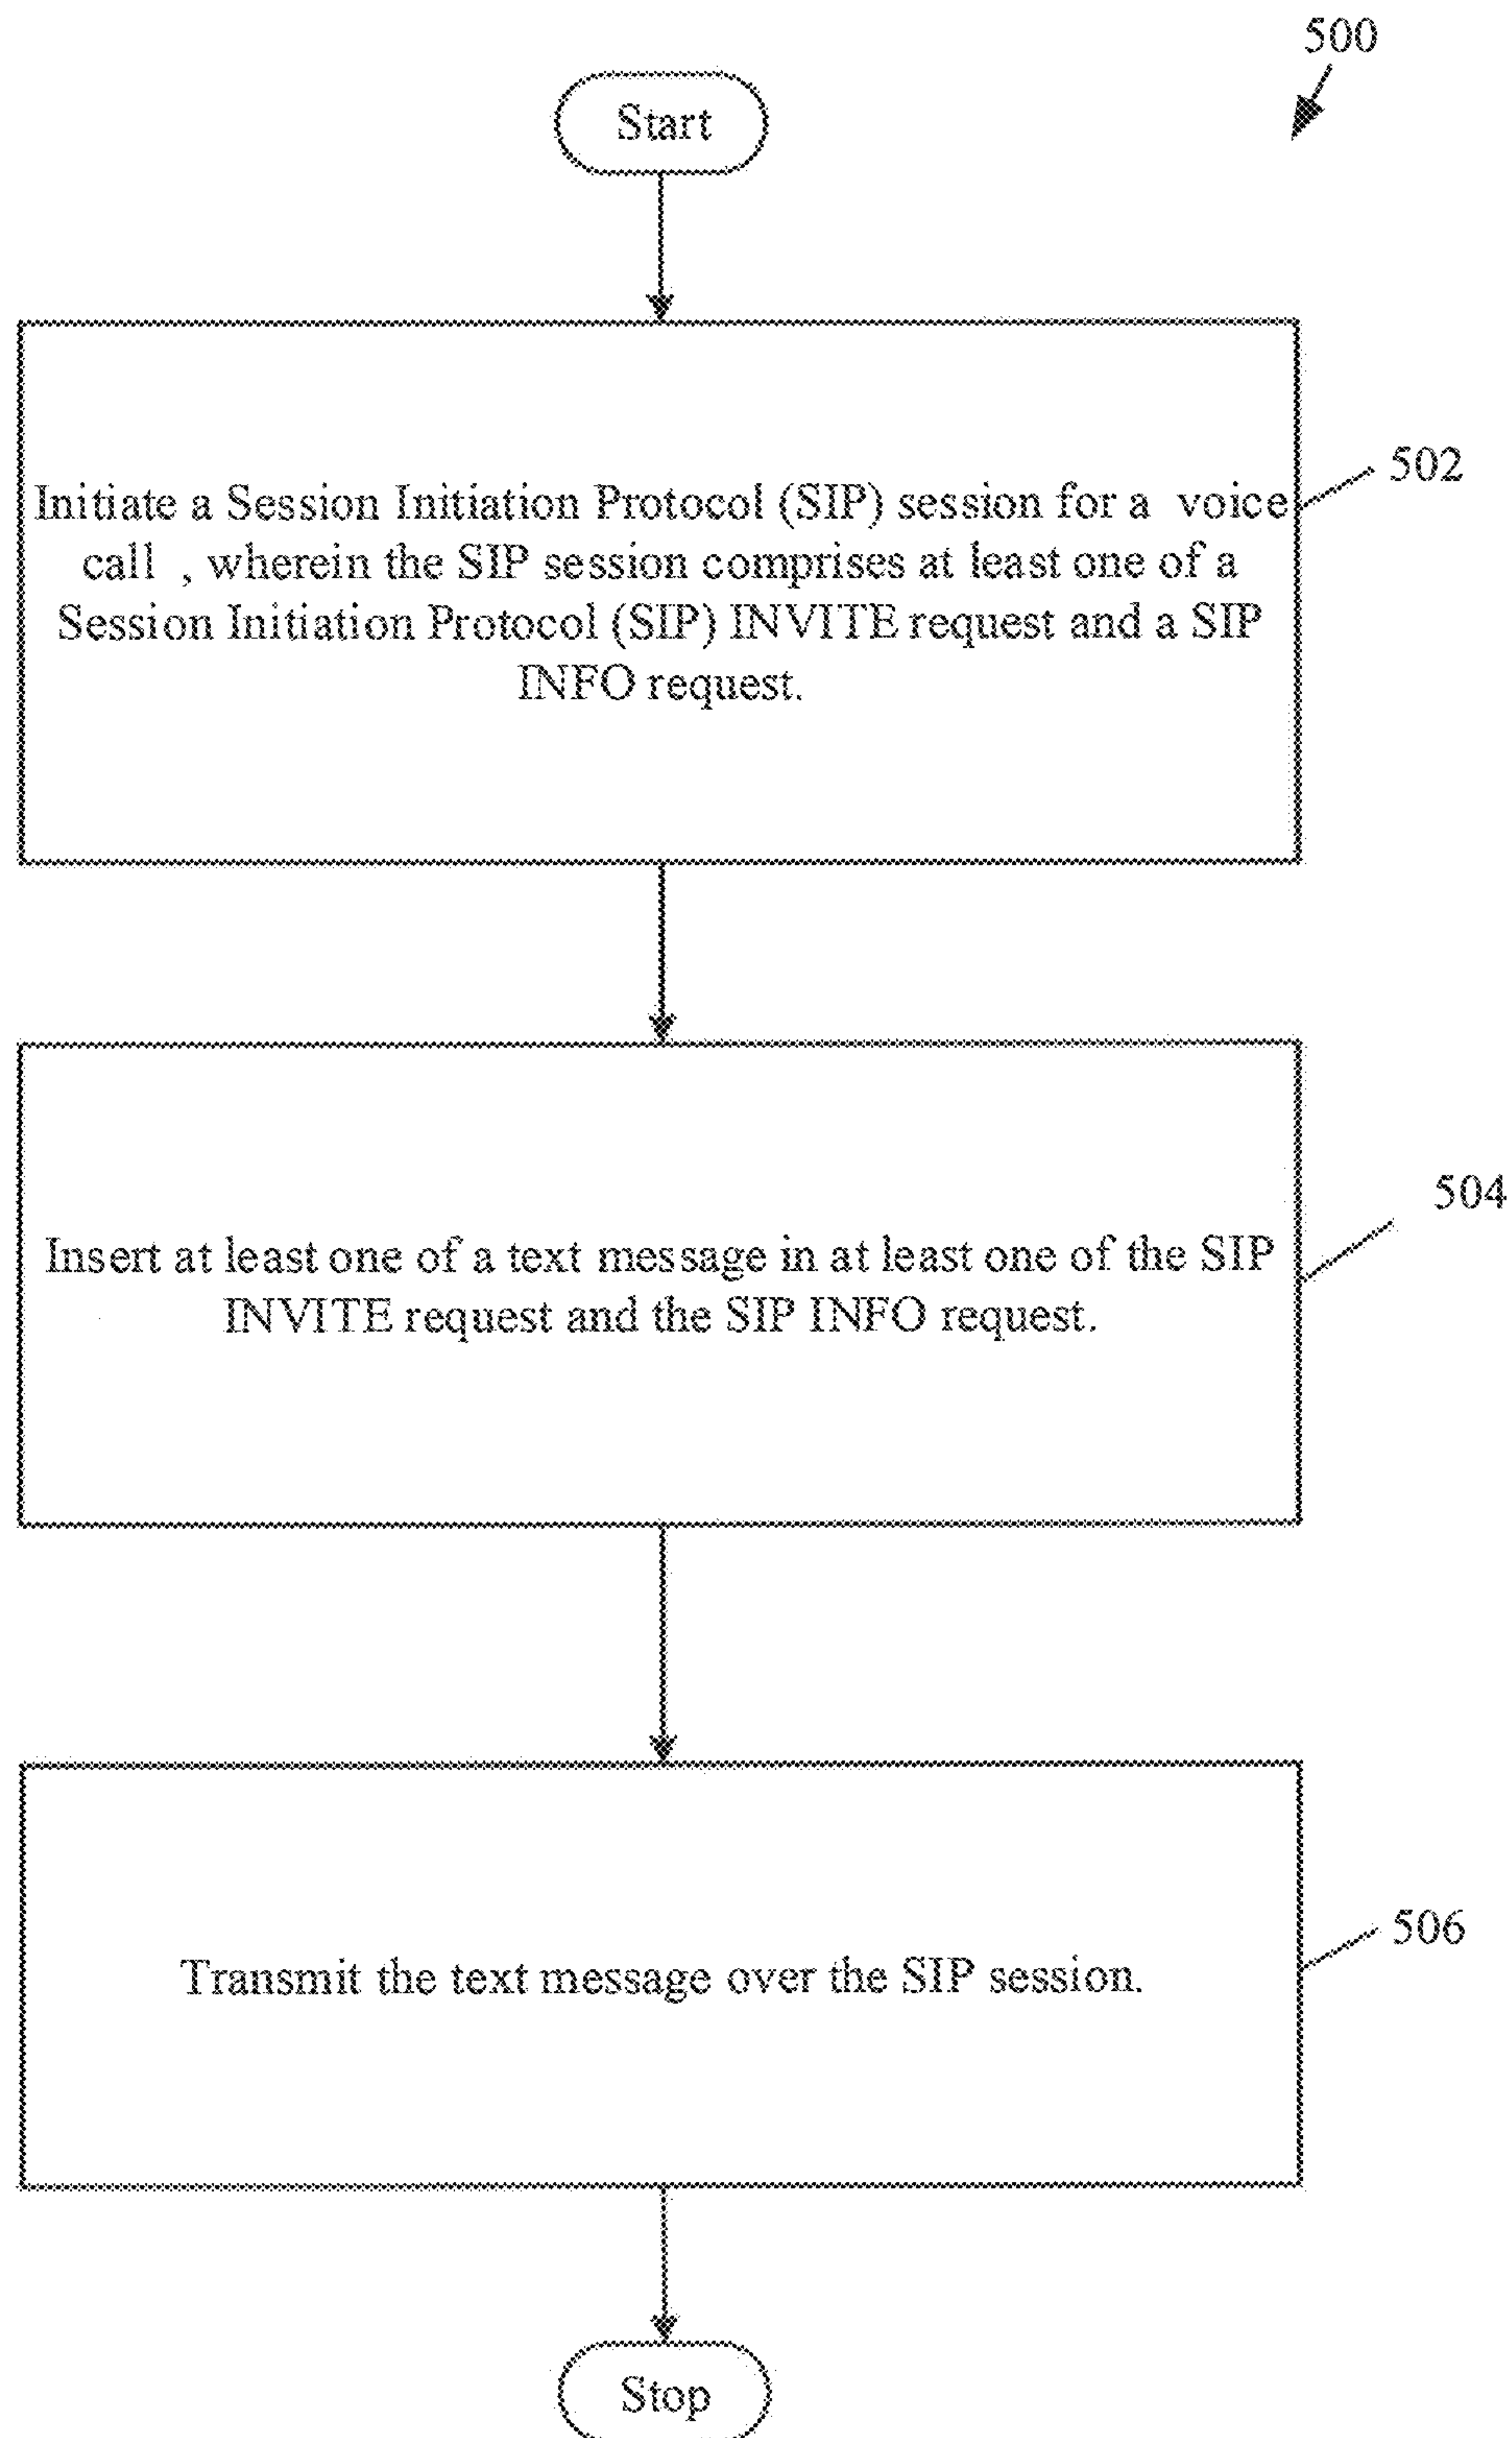 500
Start
Initiate a Session Initiation Protocol (SIP) session for a voice
call , wherein the SIP session comprises at least one of a
Session Initiation Protocol (SIP) INVITE request and a SIP
INFO request.
502
Insert at least one of a text message in at least one of the SIP
INVITE request and the SIP INFO request.
504
Transmit the text message over the SIP session.
506
Stop